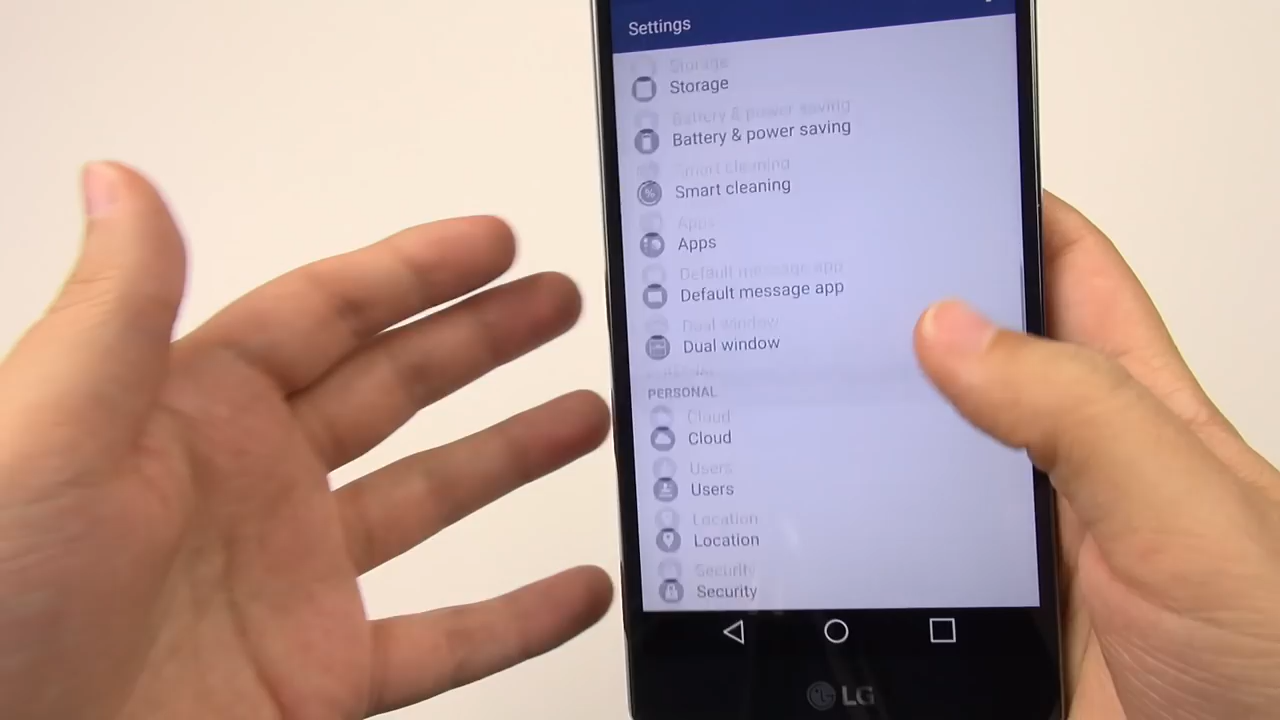 Settings
Storage
Battery & power saving
Smart cleaning
Apps
Default message app
Dual window
PERSONAL
Cloud
Users
Location
Security
LG